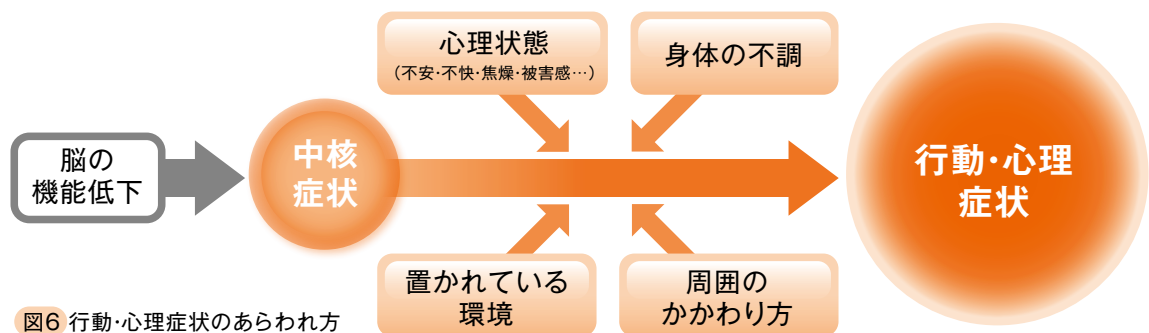 心理状態
（不安・不快・焦燥・被害感…）
身体の不調
脳の
機能低下
中核
症状
行動・心理
症状
置かれている
環境
周囲の
かかわり方
図6 行動・心理症状のあらわれ方